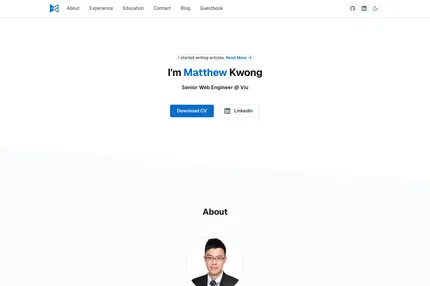 About Experience Education Contact Blog Guestbook
I started writing articles. Read More →
I'm Matthew Kwong
Senior Web Engineer @ Viu
Download CV LinkedIn
About